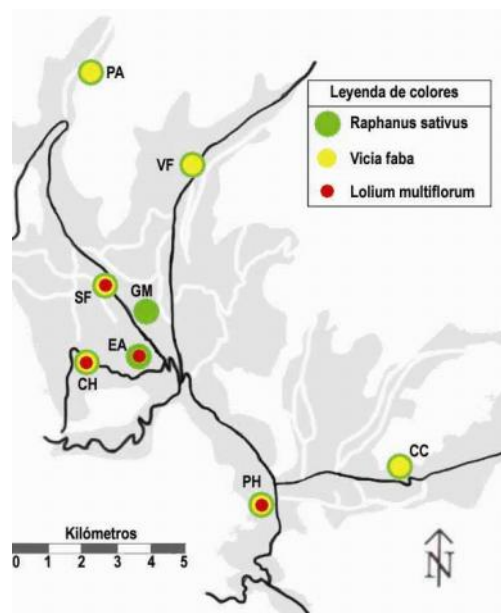 PA
Leyenda de colores
Raphanus sativus
Vicia faba
Lolium multiflorum
VF
SF
GM
EA
CH
CC
PH
Kilómetros
0 1 2 3 4 5
N